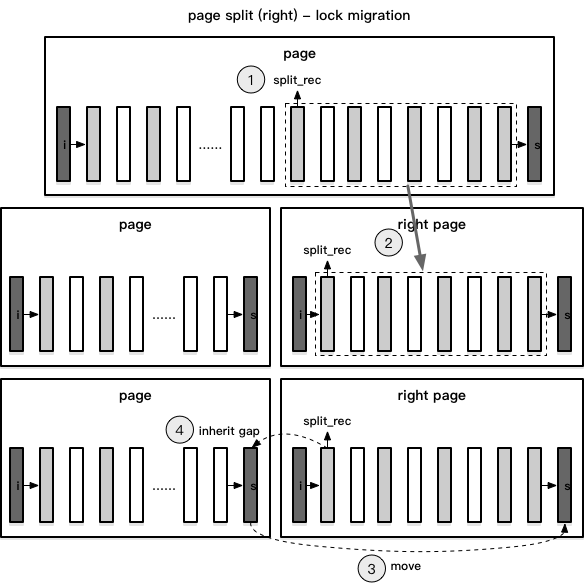 page split (right) – lock migration
page
1 split_rec
i ...... s
page
right page
2
split_rec
i ...... s
i s
page
right page
4 inherit gap
split_rec
i ...... s
i s
3 move